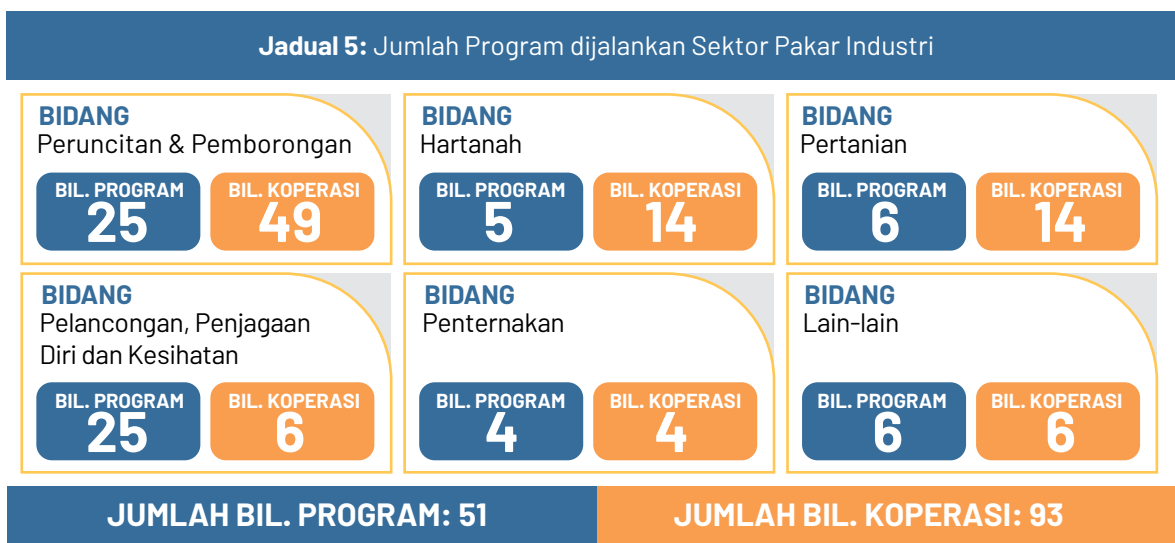 Jadual 5: Jumlah Program dijalankan Sektor Pakar Industri
BIDANG
Peruncitan & Pemborongan
BIL. PROGRAM
25
BIL. KOPERASI
49
BIDANG
Hartanah
BIL. PROGRAM
5
BIL. KOPERASI
14
BIDANG
Pertanian
BIL. PROGRAM
6
BIL. KOPERASI
14
BIDANG
Pelancongan, Penjagaan
Diri dan Kesihatan
BIL. PROGRAM
25
BIL. KOPERASI
6
BIDANG
Penternakan
BIL. PROGRAM
4
BIL. KOPERASI
4
BIDANG
Lain-lain
BIL. PROGRAM
6
BIL. KOPERASI
6
JUMLAH BIL. PROGRAM: 51
JUMLAH BIL. KOPERASI: 93